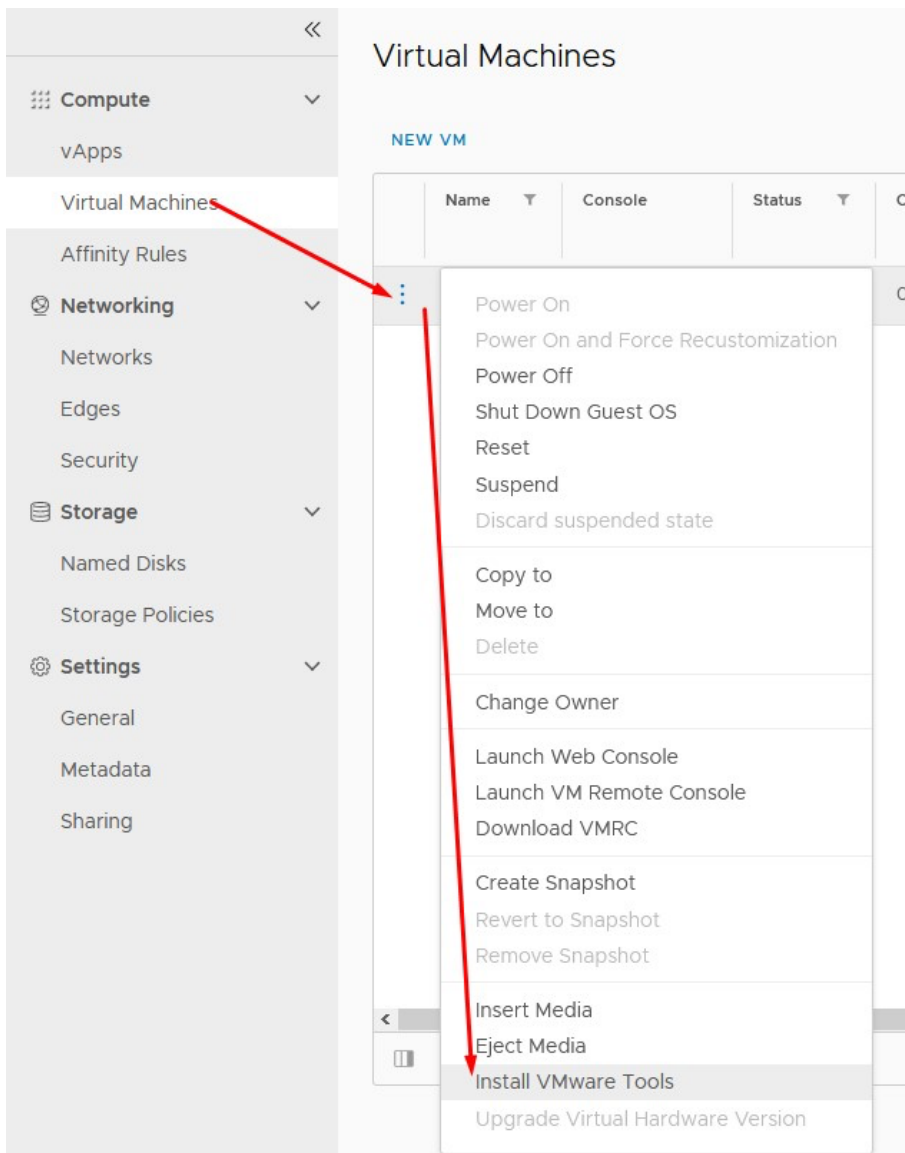 Compute
vApps
Virtual Machines
Affinity Rules
Networking
Networks
Edges
Security
Storage
Named Disks
Storage Policies
Settings
General
Metadata
Sharing
Virtual Machines
NEW VM
Name Console Status C
0
Power On
Power On and Force Recustomization
Power Off
Shut Down Guest OS
Reset
Suspend
Discard suspended state
Copy to
Move to
Delete
Change Owner
Launch Web Console
Launch VM Remote Console
Download VMRC
Create Snapshot
Revert to Snapshot
Remove Snapshot
Insert Media
Eject Media
Install VMware Tools
Upgrade Virtual Hardware Version